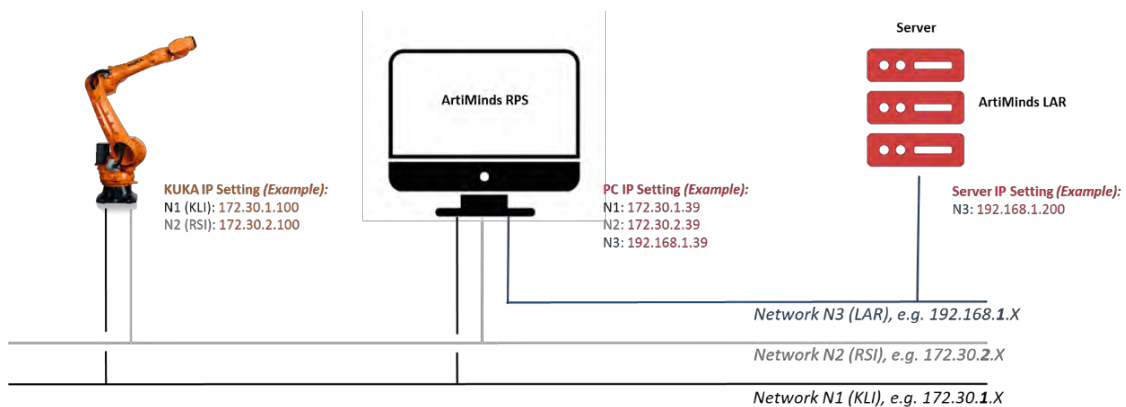 Server
ArtiMinds RPS
ArtiMinds LAR
KUKA IP Setting (Example):
N1 (KLI): 172.30.1.100
N2 (RSI): 172.30.2.100
PC IP Setting (Example):
N1: 172.30.1.39
N2: 172.30.2.39
N3: 192.168.1.39
Server IP Setting (Example):
N3: 192.168.1.200
Network N3 (LAR), e.g. 192.168.1.X
Network N2 (RSI), e.g. 172.30.2.X
Network N1 (KLI), e.g. 172.30.1.X